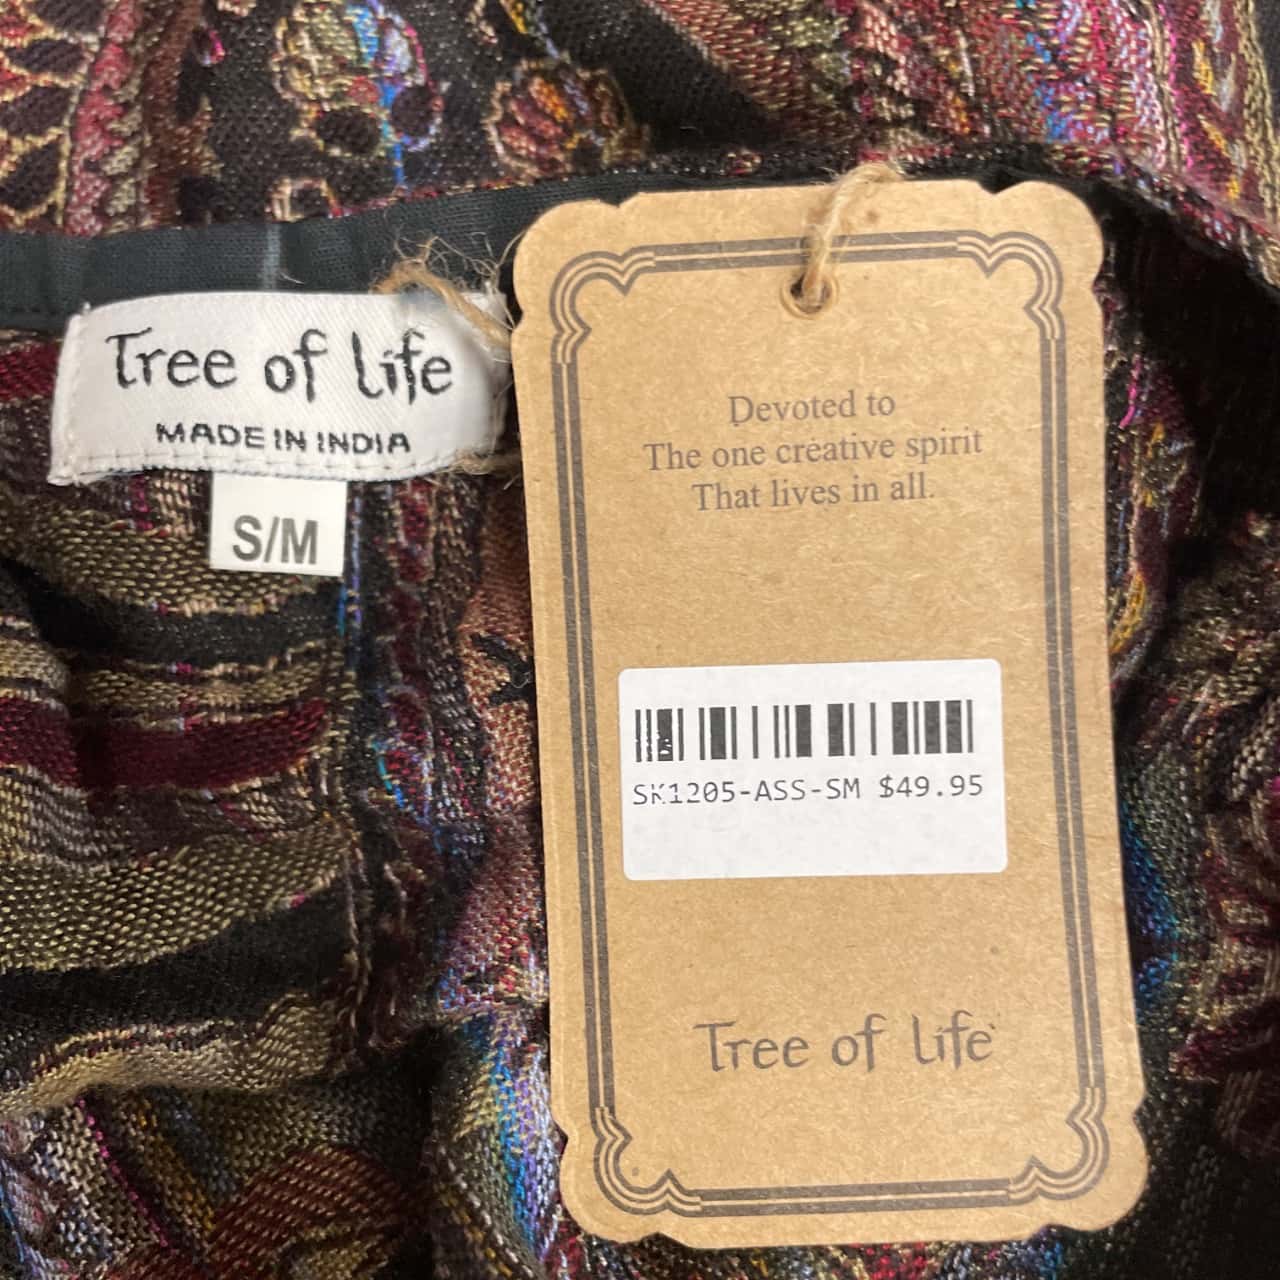 Tree of Life
MADE IN INDIA
S/M
Devoted to
The one creative spirit
That lives in all.
SK1205-ASS-SM $49.95
Tree of Life